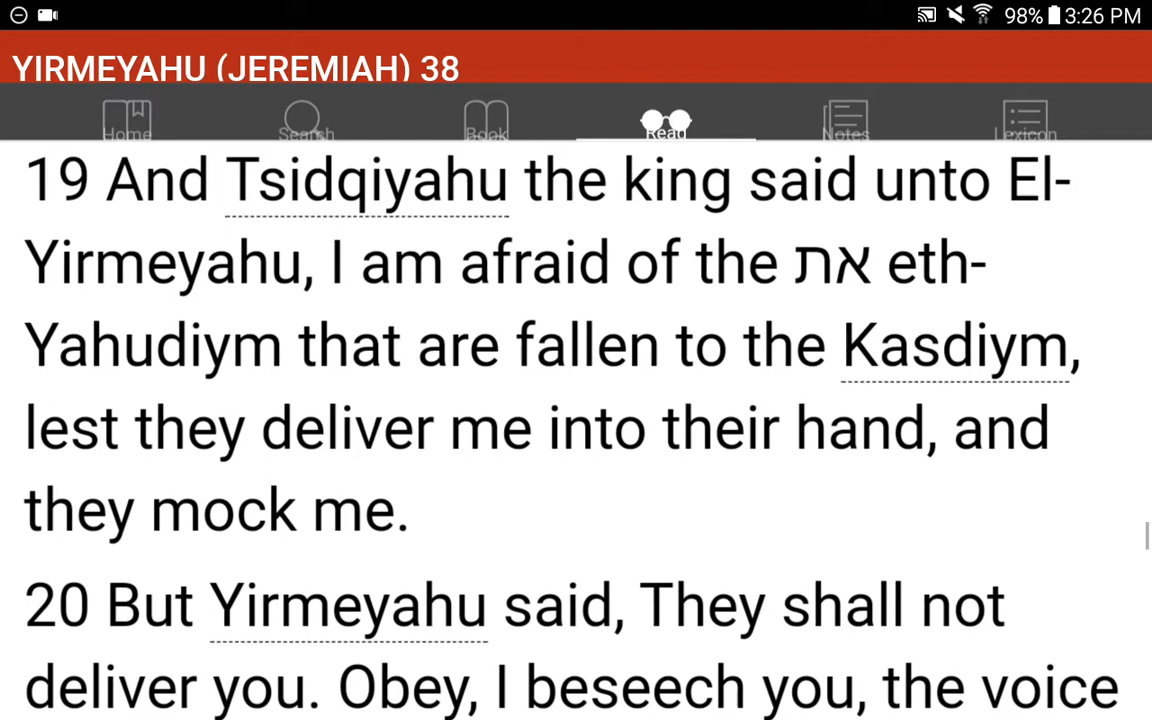 98% 3:26 PM
YIRMEYAHU (JEREMIAH) 38
Home Search Book Read Notes Lexicon
19 And Tsidqiyahu the king said unto El-
Yirmeyahu, I am afraid of the את eth-
Yahudiym that are fallen to the Kasdiym,
lest they deliver me into their hand, and
they mock me.
20 But Yirmeyahu said, They shall not
deliver you. Obey, I beseech you, the voice